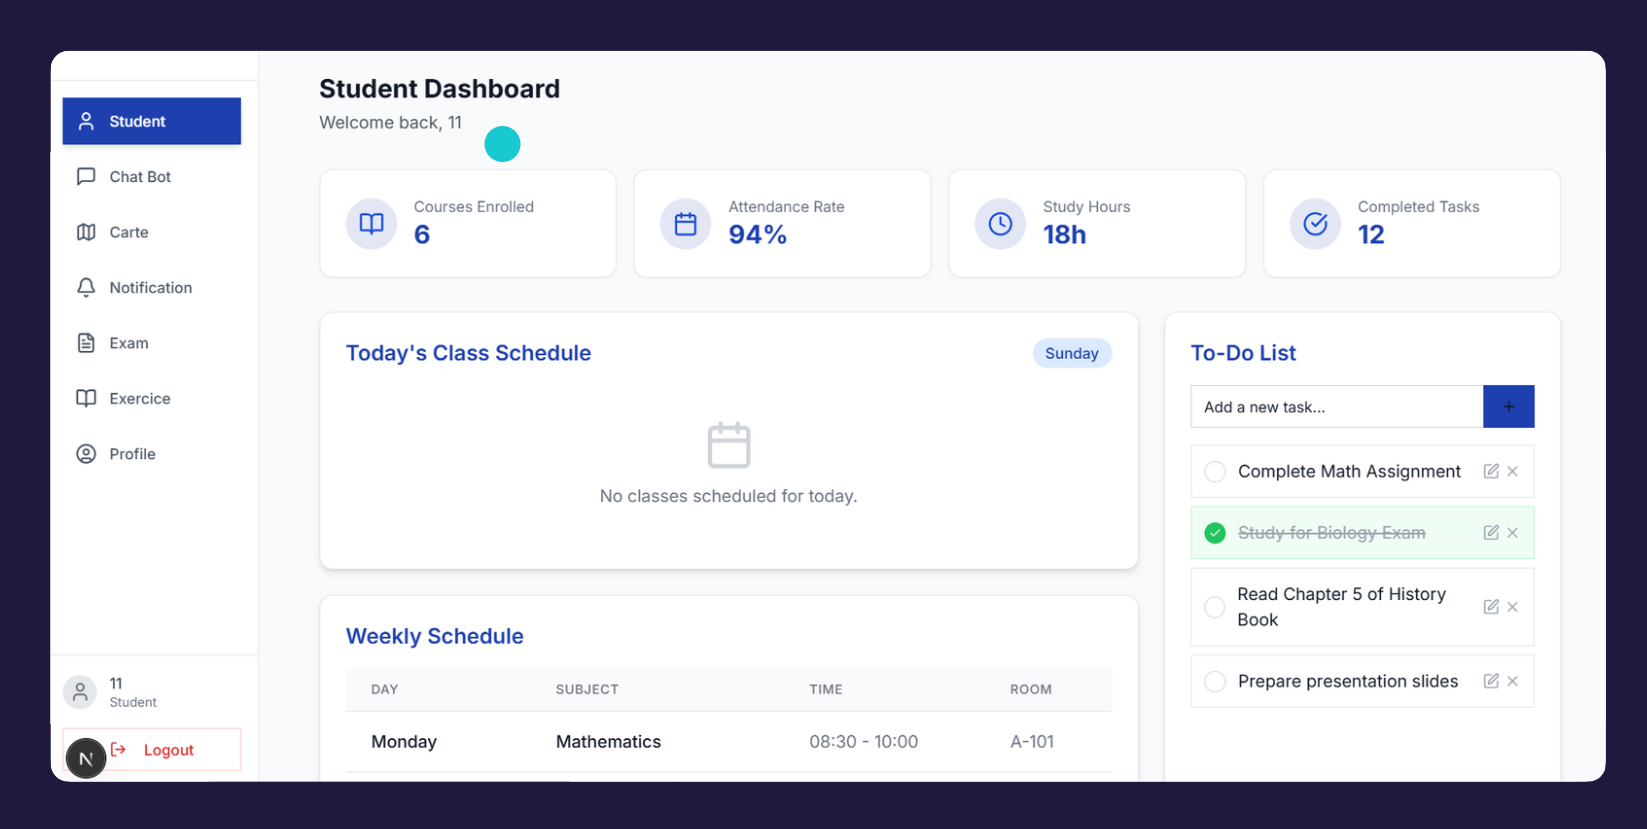 Student Dashboard
Welcome back, 11
Student
Chat Bot
Carte
Notification
Exam
Exercice
Profile
11
Student
Logout
N
Courses Enrolled
6
Attendance Rate
94%
Study Hours
18h
Completed Tasks
12
Today's Class Schedule
Sunday
No classes scheduled for today.
Weekly Schedule
DAY SUBJECT TIME ROOM
Monday Mathematics 08:30 - 10:00 A-101
To-Do List
Add a new task...
Complete Math Assignment
Study for Biology Exam
Read Chapter 5 of History
Book
Prepare presentation slides